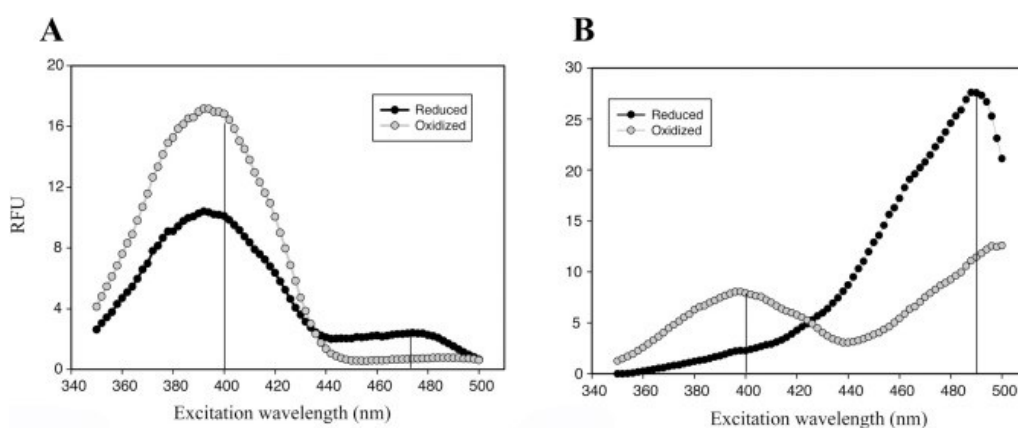 A
20
16
12
8
4
0
RFU
Reduced
Oxidized
340 360 380 400 420 440 460 480 500
Excitation wavelength (nm)
B
30
25
20
15
10
5
0
Reduced
Oxidized
340 360 380 400 420 440 460 480 500
Excitation wavelength (nm)